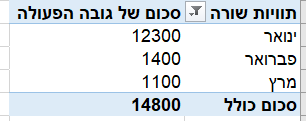 תוויות שורה סכום של גובה הפעולה
ינואר 12300
פברואר 1400
מרץ 1100
סכום כולל 14800